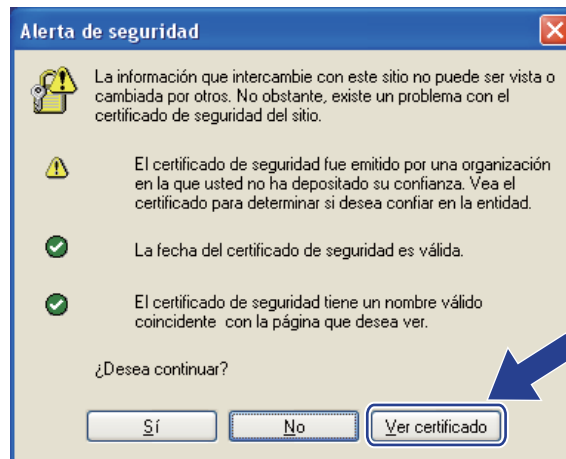 Alerta de seguridad
La información que intercambie con este sitio no puede ser vista o
cambiada por otros. No obstante, existe un problema con el
certificado de seguridad del sitio.
El certificado de seguridad fue emitido por una organización
en la que usted no ha depositado su confianza. Vea el
certificado para determinar si desea confiar en la entidad.
La fecha del certificado de seguridad es válida.
El certificado de seguridad tiene un nombre válido
coincidente con la página que desea ver.
¿Desea continuar?
Sí No Ver certificado